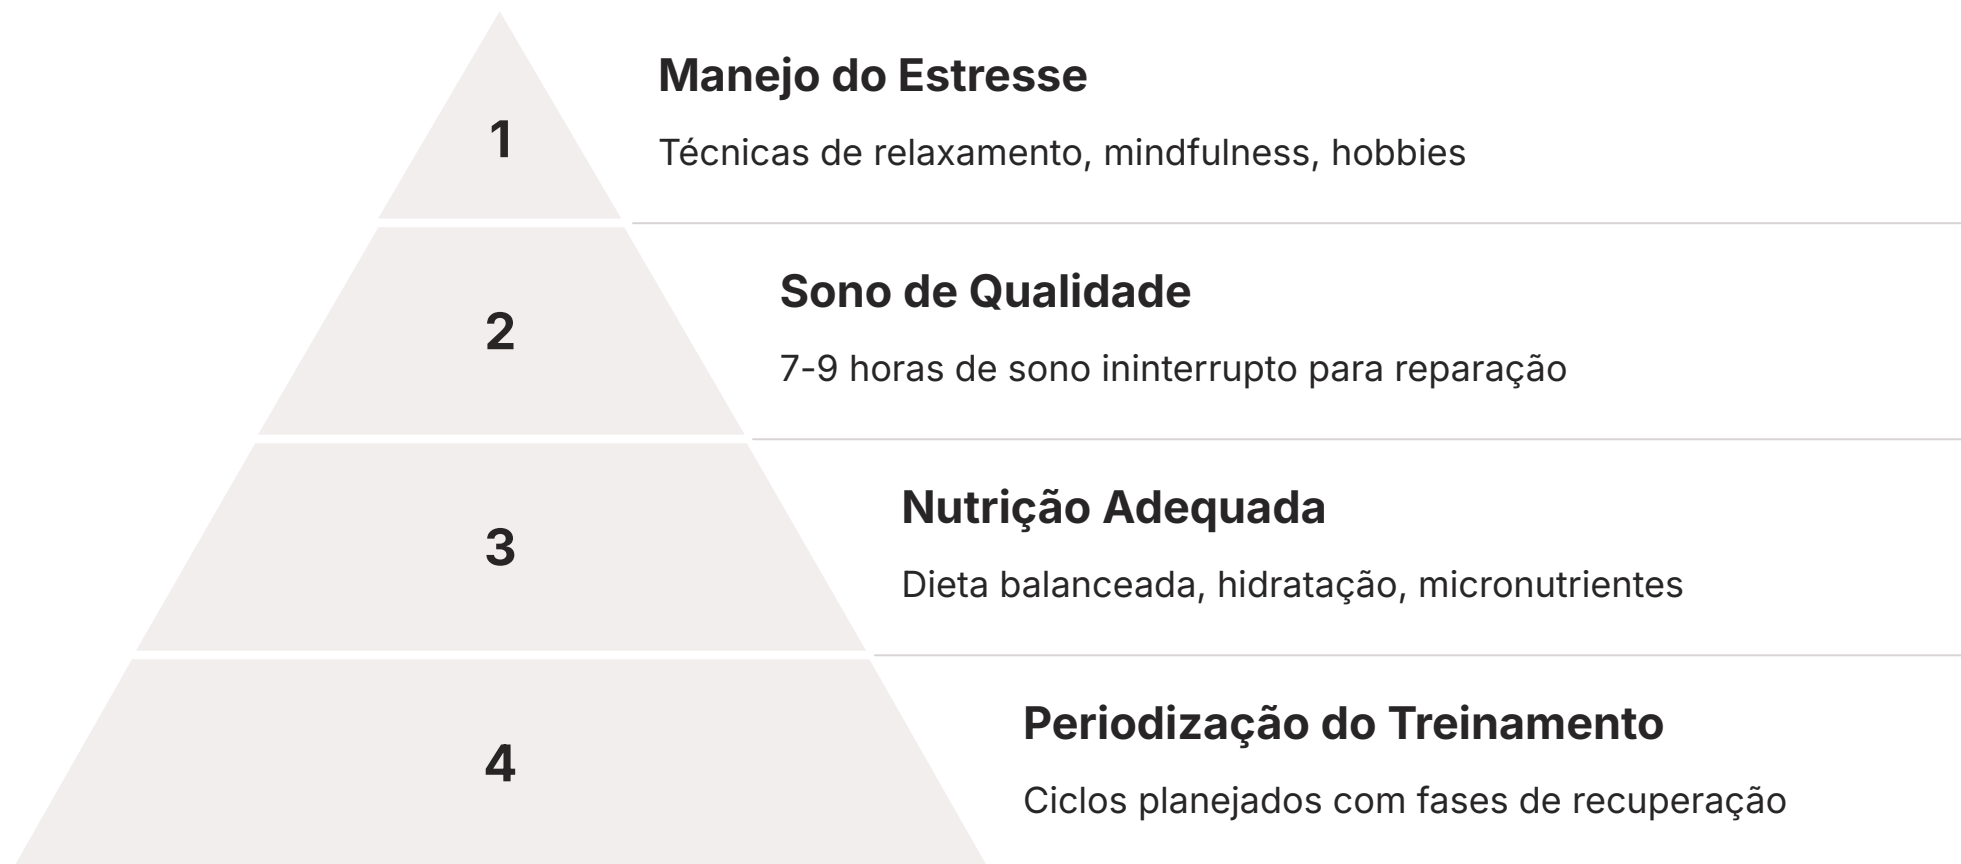 1
Manejo do Estresse
Técnicas de relaxamento, mindfulness, hobbies
2
Sono de Qualidade
7-9 horas de sono ininterrupto para reparação
3
Nutrição Adequada
Dieta balanceada, hidratação, micronutrientes
4
Periodização do Treinamento
Ciclos planejados com fases de recuperação